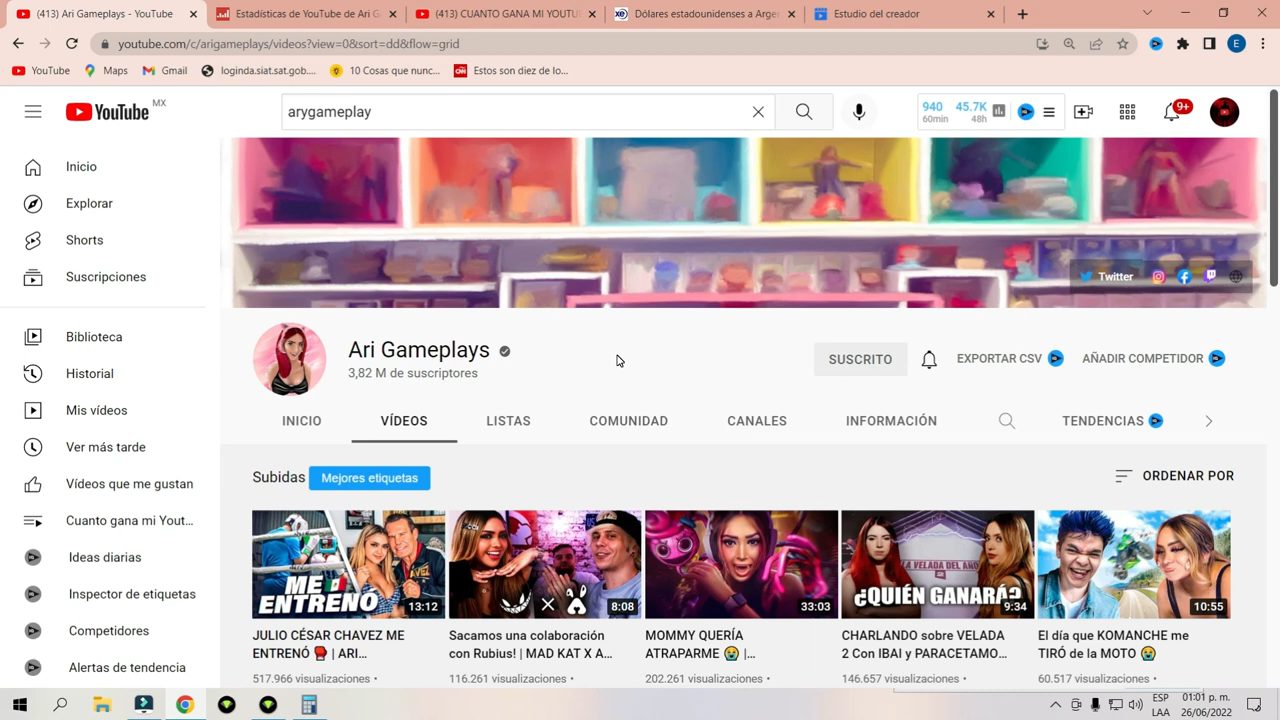 (413) Ari Gameplays - YouTube
Estadísticas de YouTube de Ari G
(413) CUANTO GANA MI YOUTU
Dólares estadounidenses a Arge
Estudio del creador
youtube.com/c/arigameplays/videos?view=0&sort=dd&flow=grid
E
YouTube
Maps
Gmail
loginda.siat.sat.gob....
10 Cosas que nunc...
Estos son diez de lo...
YouTube MX
arygameplay
940
60min
45.7K
48h
9+
Inicio
Explorar
Shorts
Suscripciones
Biblioteca
Historial
Mis vídeos
Ver más tarde
Vídeos que me gustan
Cuanto gana mi Yout...
Ideas diarias
Inspector de etiquetas
Competidores
Alertas de tendencia
Twitter
Ari Gameplays
3,82 M de suscriptores
SUSCRITO
EXPORTAR CSV
AÑADIR COMPETIDOR
INICIO
VÍDEOS
LISTAS
COMUNIDAD
CANALES
INFORMACIÓN
TENDENCIAS
Subidas
Mejores etiquetas
ORDENAR POR
ME ENTRENÓ
13:12
JULIO CÉSAR CHAVEZ ME
ENTRENÓ 🥊 | ARI...
517.966 visualizaciones •
8:08
Sacamos una colaboración
con Rubius! | MAD KAT X A...
116.261 visualizaciones •
33:03
MOMMY QUERÍA
ATRAPARME 😭 |...
202.261 visualizaciones •
LA VELADA DEL AÑO
¿QUIÉN GANARÁ?
9:34
CHARLANDO sobre VELADA
2 Con IBAI y PARACETAMO...
146.657 visualizaciones •
10:55
El día que KOMANCHE me
TIRÓ de la MOTO 😭
60.517 visualizaciones •
ESP
LAA
01:01 p. m.
26/06/2022